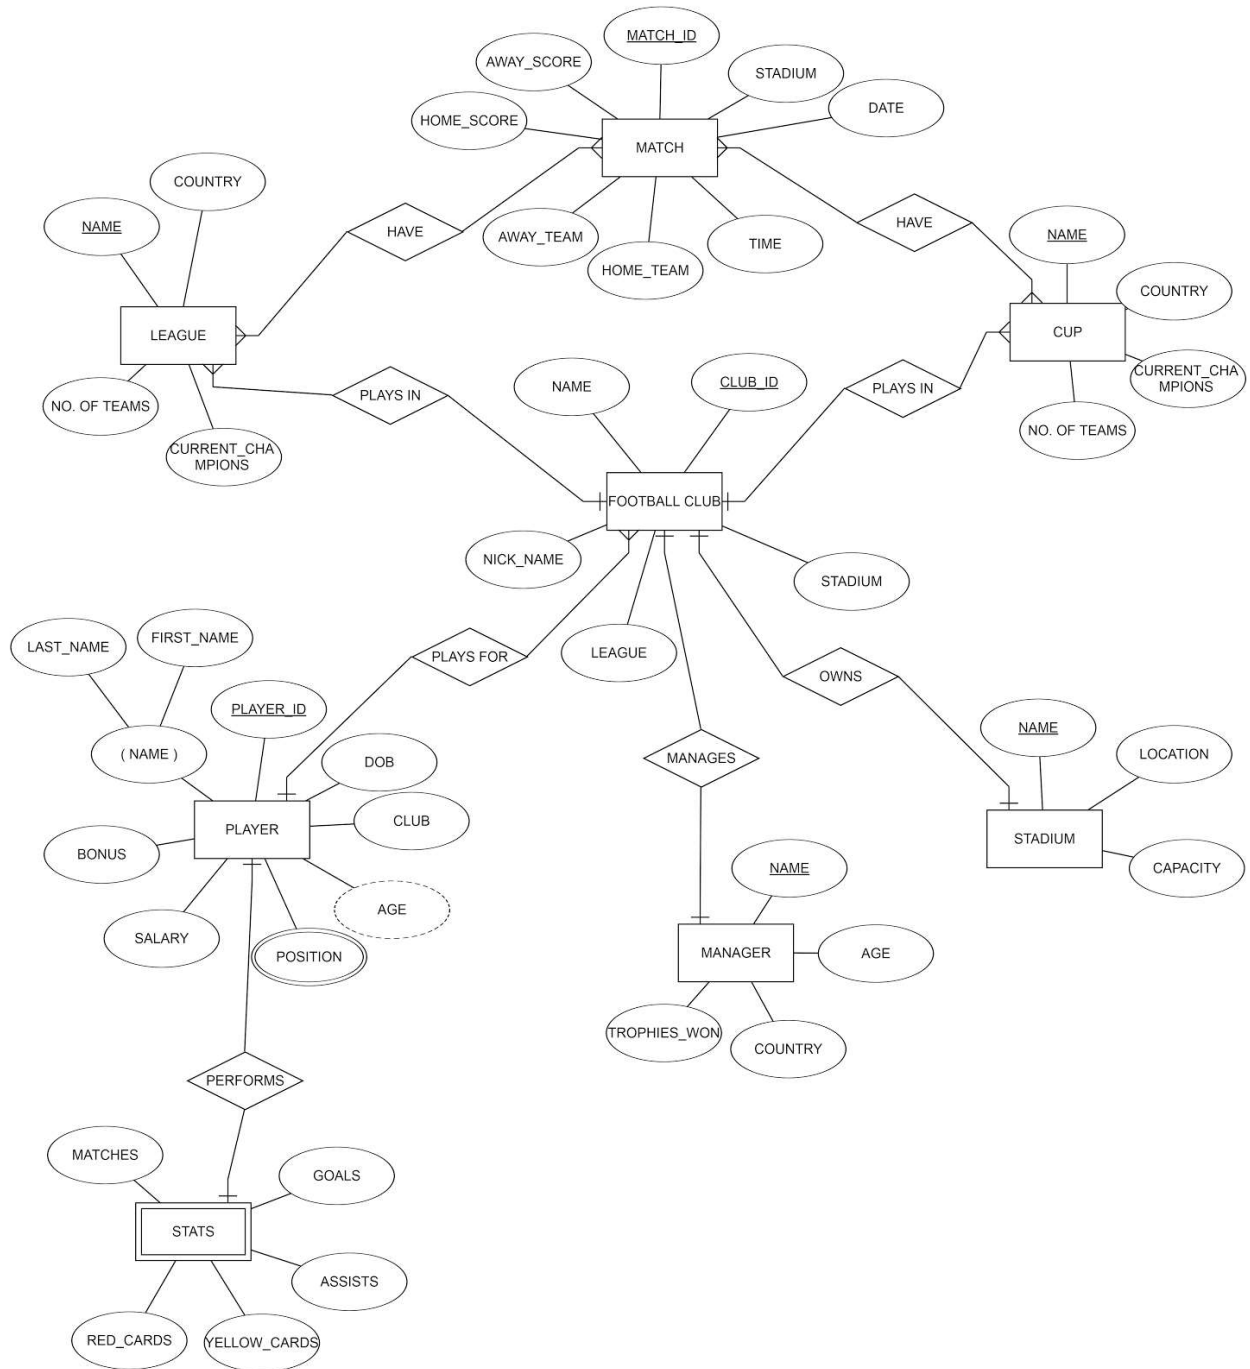 MATCH_ID
AWAY_SCORE
STADIUM
DATE
HOME_SCORE
MATCH
COUNTRY
NAME
HAVE
AWAY_TEAM
HOME_TEAM
TIME
HAVE
NAME
COUNTRY
LEAGUE
CUP
NO. OF TEAMS
CURRENT_CHA
MPIONS
PLAYS IN
NAME
CLUB_ID
PLAYS IN
CURRENT_CHA
MPIONS
NO. OF TEAMS
FOOTBALL CLUB
NICK_NAME
STADIUM
LEAGUE
LAST_NAME
FIRST_NAME
PLAYS FOR
OWNS
PLAYER_ID
( NAME )
DOB
MANAGES
NAME
LOCATION
PLAYER
CLUB
STADIUM
BONUS
NAME
CAPACITY
AGE
SALARY
POSITION
MANAGER
AGE
TROPHIES_WON
COUNTRY
PERFORMS
MATCHES
GOALS
STATS
ASSISTS
RED_CARDS
YELLOW_CARDS